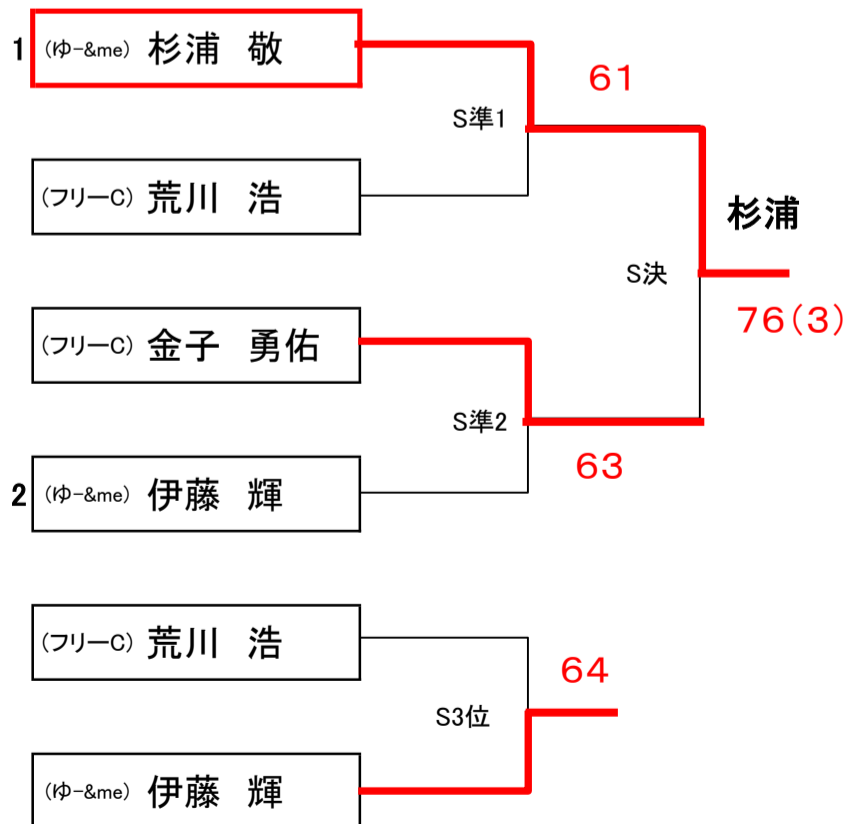 1 (ゆ-&me) 杉浦 敬
61
S準1
(フリーC) 荒川 浩
杉浦
S決
76(3)
(フリーC) 金子 勇佑
S準2
63
2 (ゆ-&me) 伊藤 輝
(フリーC) 荒川 浩
64
S3位
(ゆ-&me) 伊藤 輝